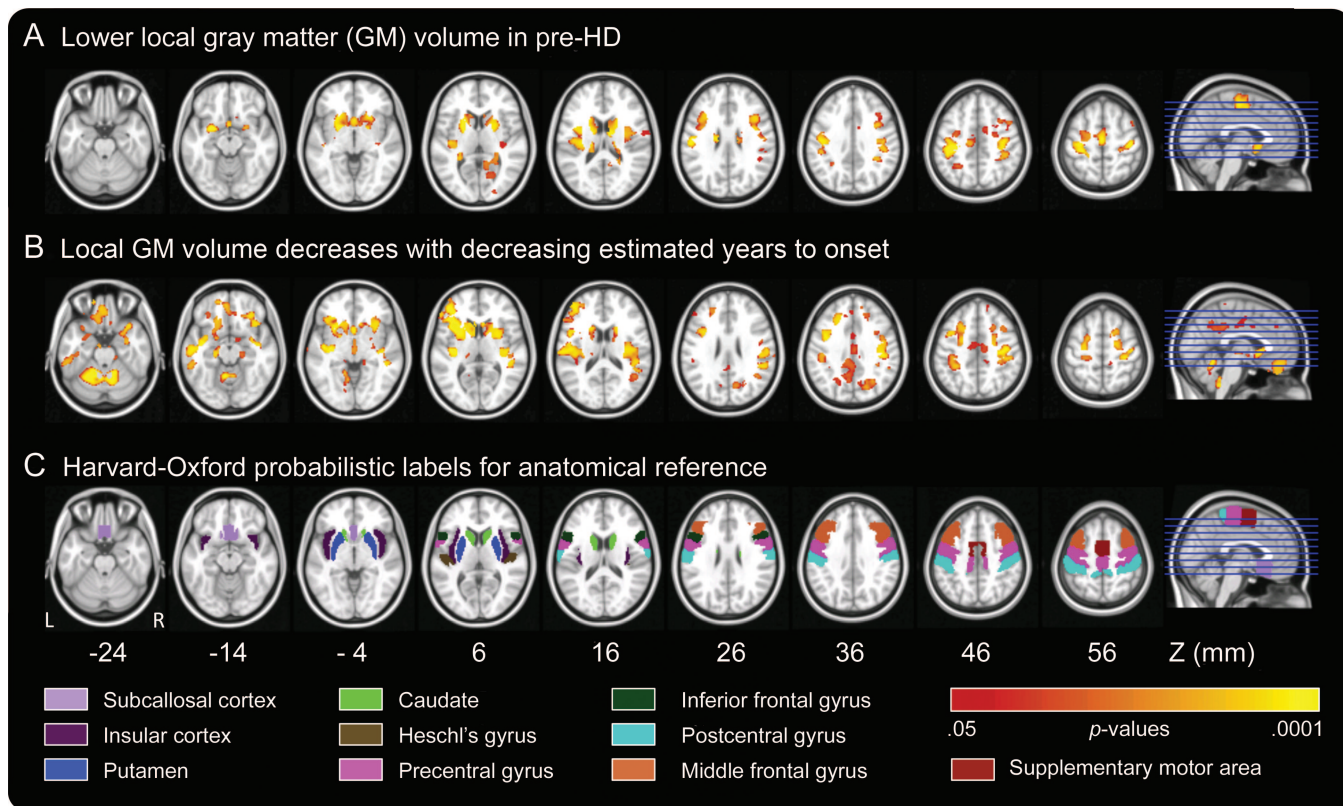 A Lower local gray matter (GM) volume in pre-HD
B Local GM volume decreases with decreasing estimated years to onset
C Harvard-Oxford probabilistic labels for anatomical reference
L R
-24 -14 - 4 6 16 26 36 46 56 Z (mm)
Subcallosal cortex Caudate Inferior frontal gyrus
Insular cortex Heschl's gyrus Postcentral gyrus .05 p-values .0001
Putamen Precentral gyrus Middle frontal gyrus Supplementary motor area